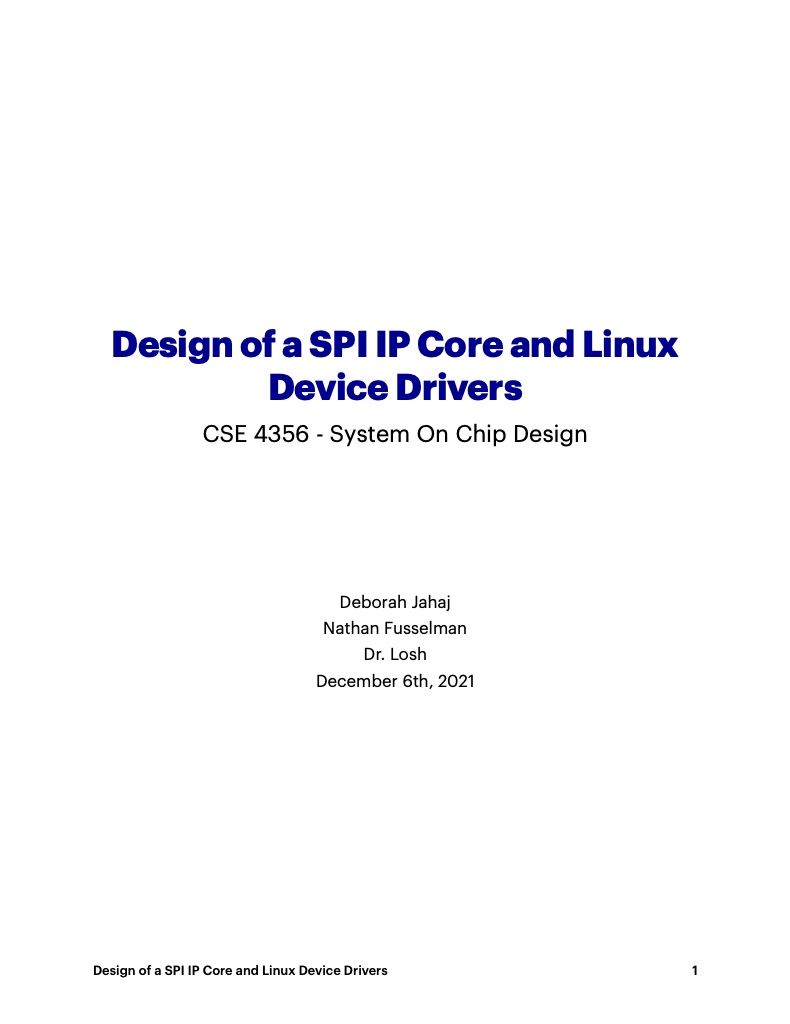 Design of a SPI IP Core and Linux
Device Drivers
CSE 4356 - System On Chip Design
Deborah Jahaj
Nathan Fusselman
Dr. Losh
December 6th, 2021
Design of a SPI IP Core and Linux Device Drivers 1